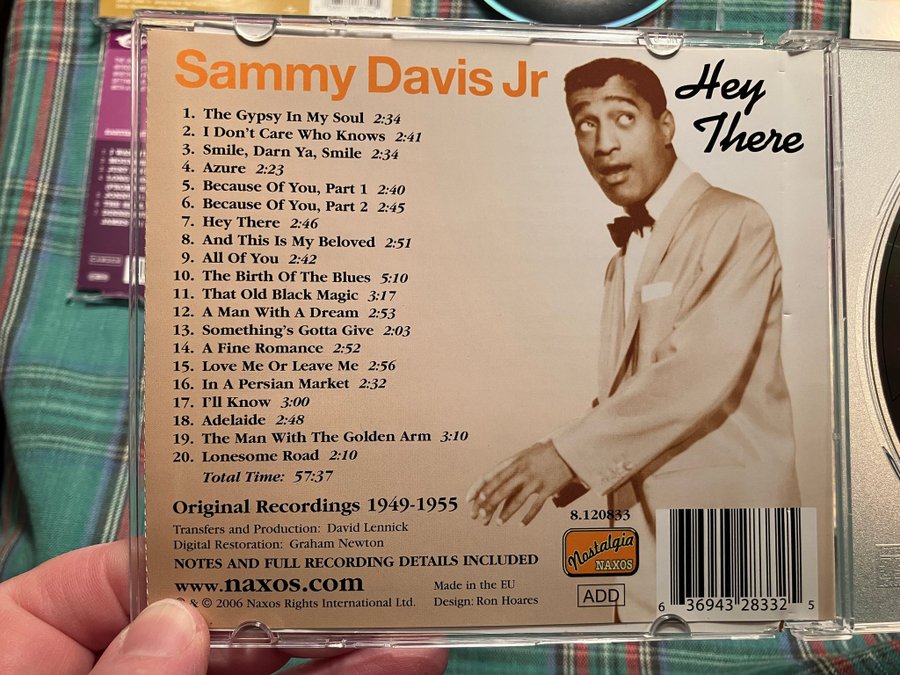 Sammy Davis Jr
Hey
There
1. The Gypsy In My Soul 2:34
2. I Don't Care Who Knows 2:41
3. Smile, Darn Ya, Smile 2:34
4. Azure 2:23
5. Because Of You, Part 1 2:40
6. Because Of You, Part 2 2:45
7. Hey There 2:46
8. And This Is My Beloved 2:51
9. All Of You 2:42
10. The Birth Of The Blues 5:10
11. That Old Black Magic 3:17
12. A Man With A Dream 2:53
13. Something's Gotta Give 2:03
14. A Fine Romance 2:52
15. Love Me Or Leave Me 2:56
16. In A Persian Market 2:32
17. I'll Know 3:00
18. Adelaide 2:48
19. The Man With The Golden Arm 3:10
20. Lonesome Road 2:10
Total Time: 57:37
Original Recordings 1949-1955
Transfers and Production: David Lennick
Digital Restoration: Graham Newton
NOTES AND FULL RECORDING DETAILS INCLUDED
www.naxos.com
Made in the EU
& © 2006 Naxos Rights International Ltd.
Design: Ron Hoares
8.120833
Nostalgia
NAXOS
ADD
6 36943 28332 5